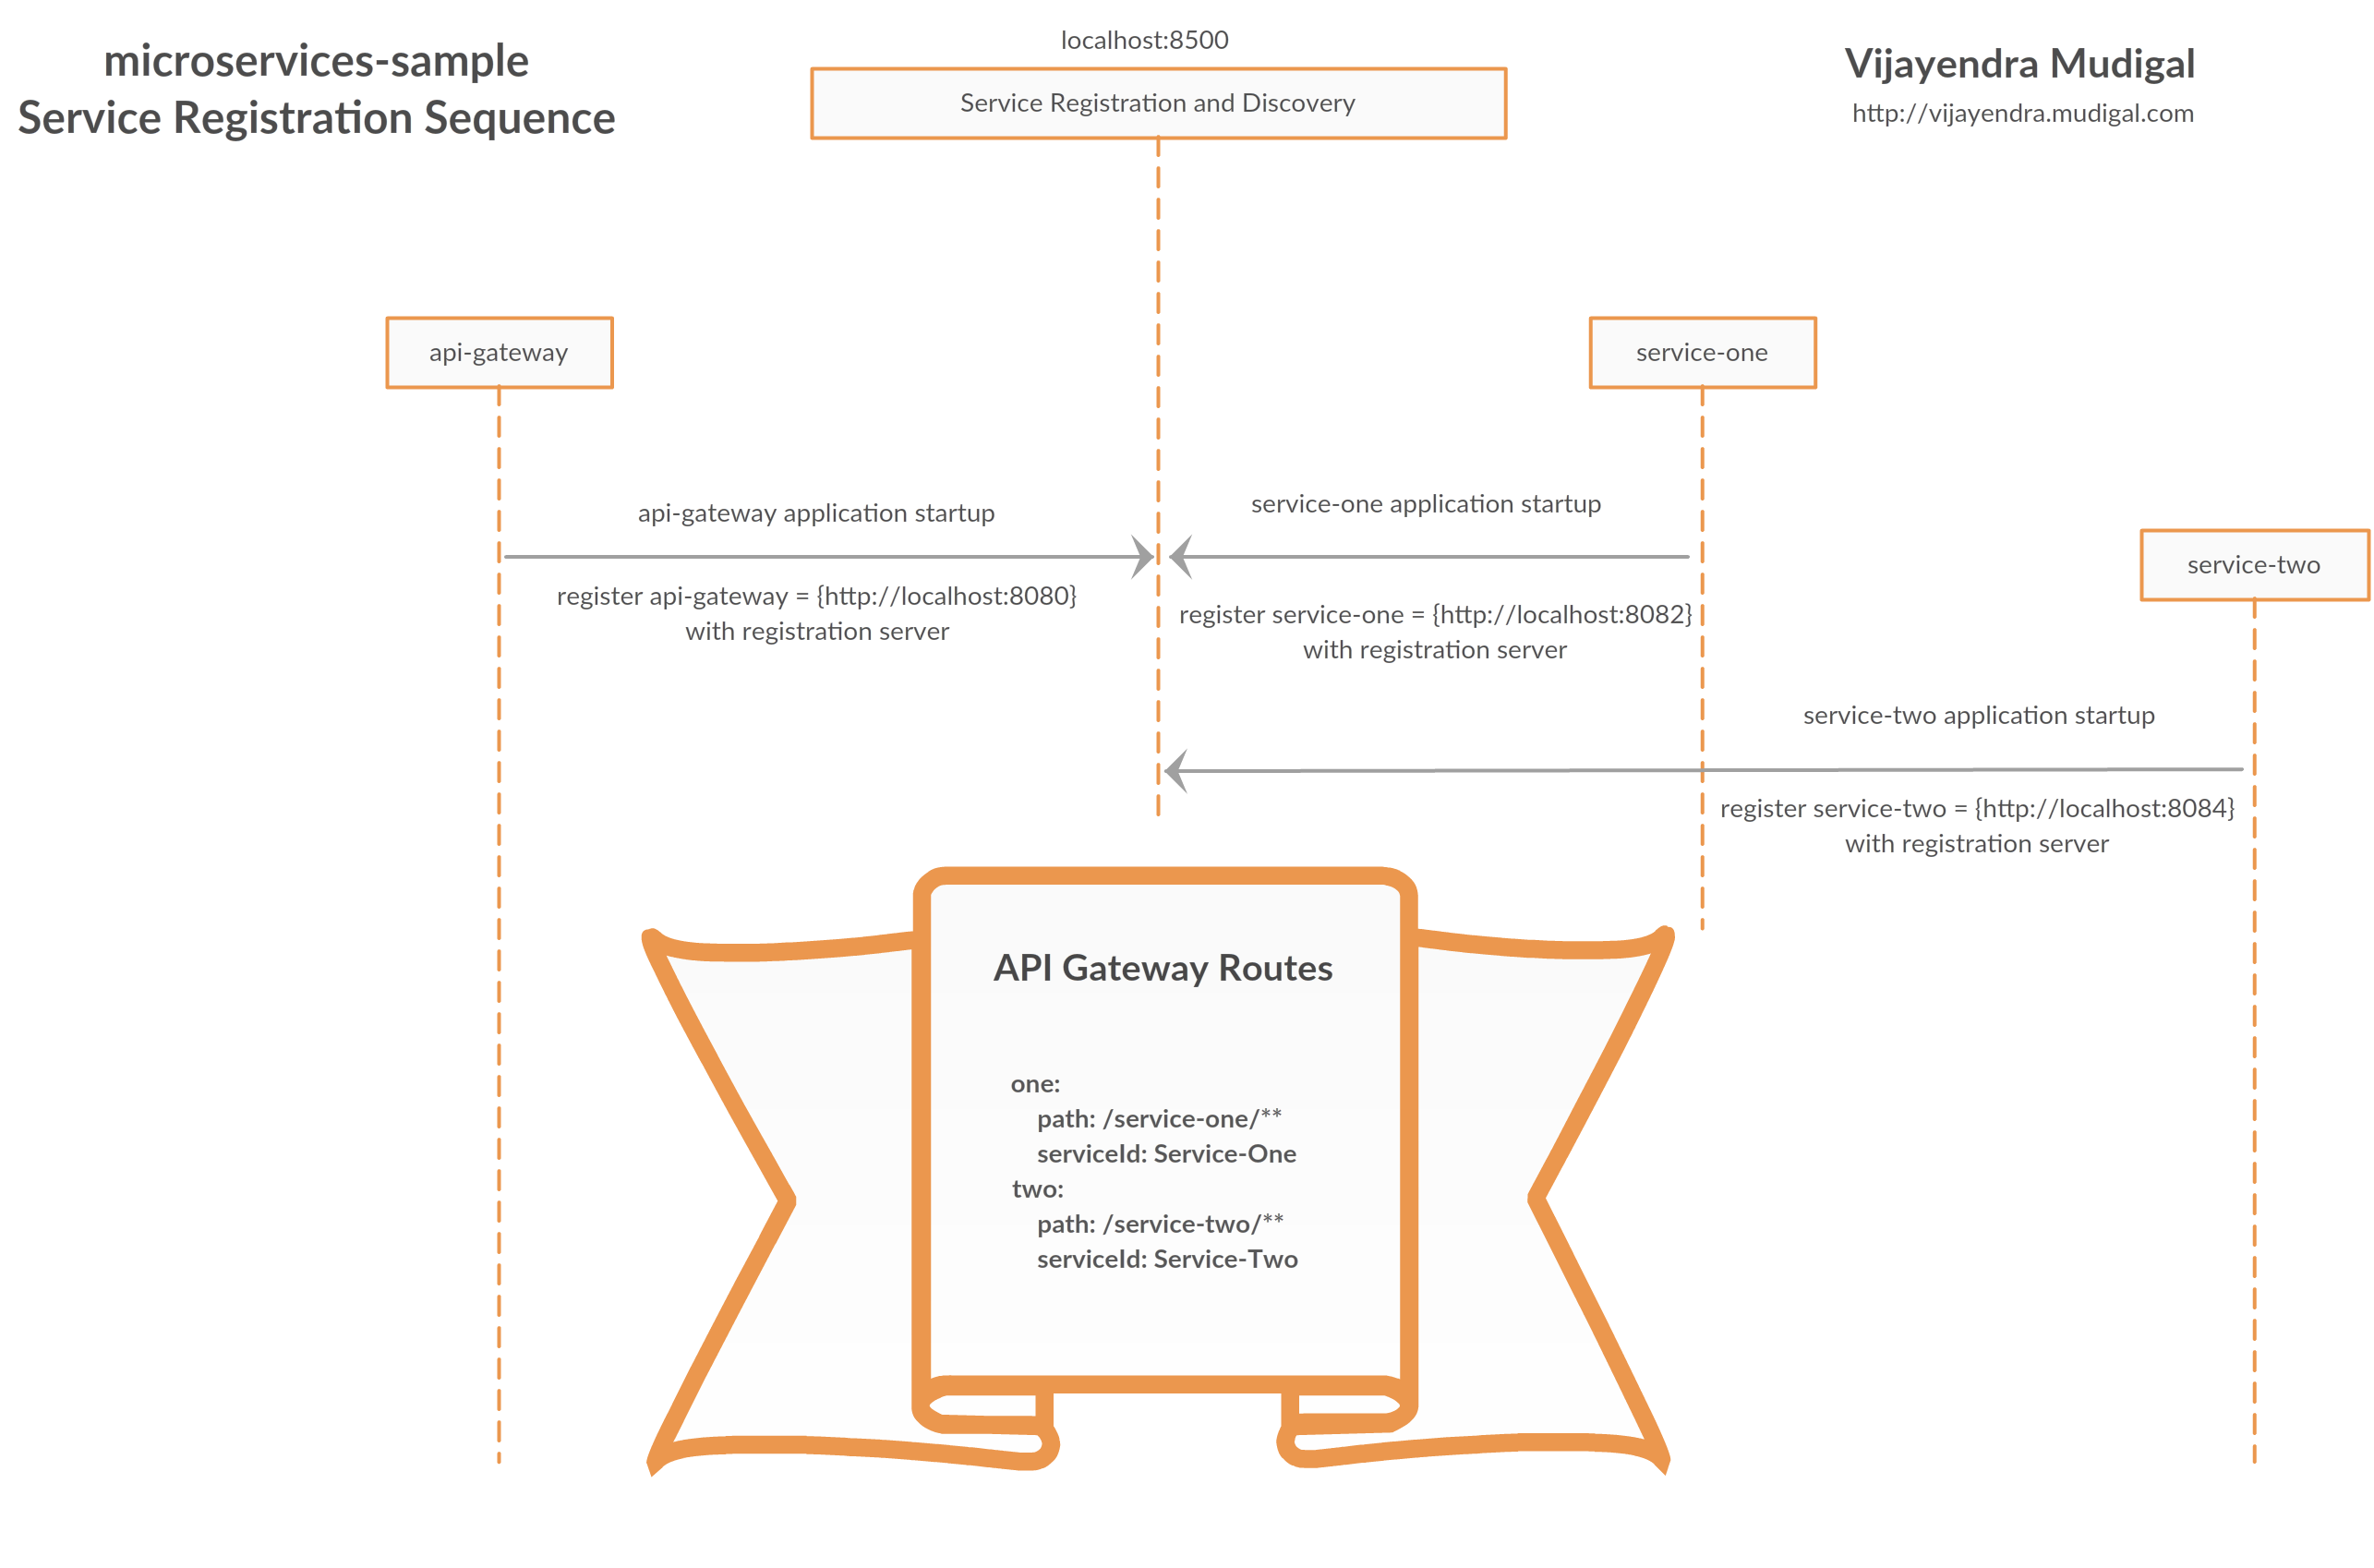 microservices-sample
Service Registration Sequence
localhost:8500
Service Registration and Discovery
Vijayendra Mudigal
http://vijayendra.mudigal.com
api-gateway
service-one
api-gateway application startup
service-one application startup
service-two
register api-gateway = {http://localhost:8080}
with registration server
register service-one = {http://localhost:8082}
with registration server
service-two application startup
register service-two = {http://localhost:8084}
with registration server
API Gateway Routes
one:
path: /service-one/**
serviceId: Service-One
two:
path: /service-two/**
serviceId: Service-Two